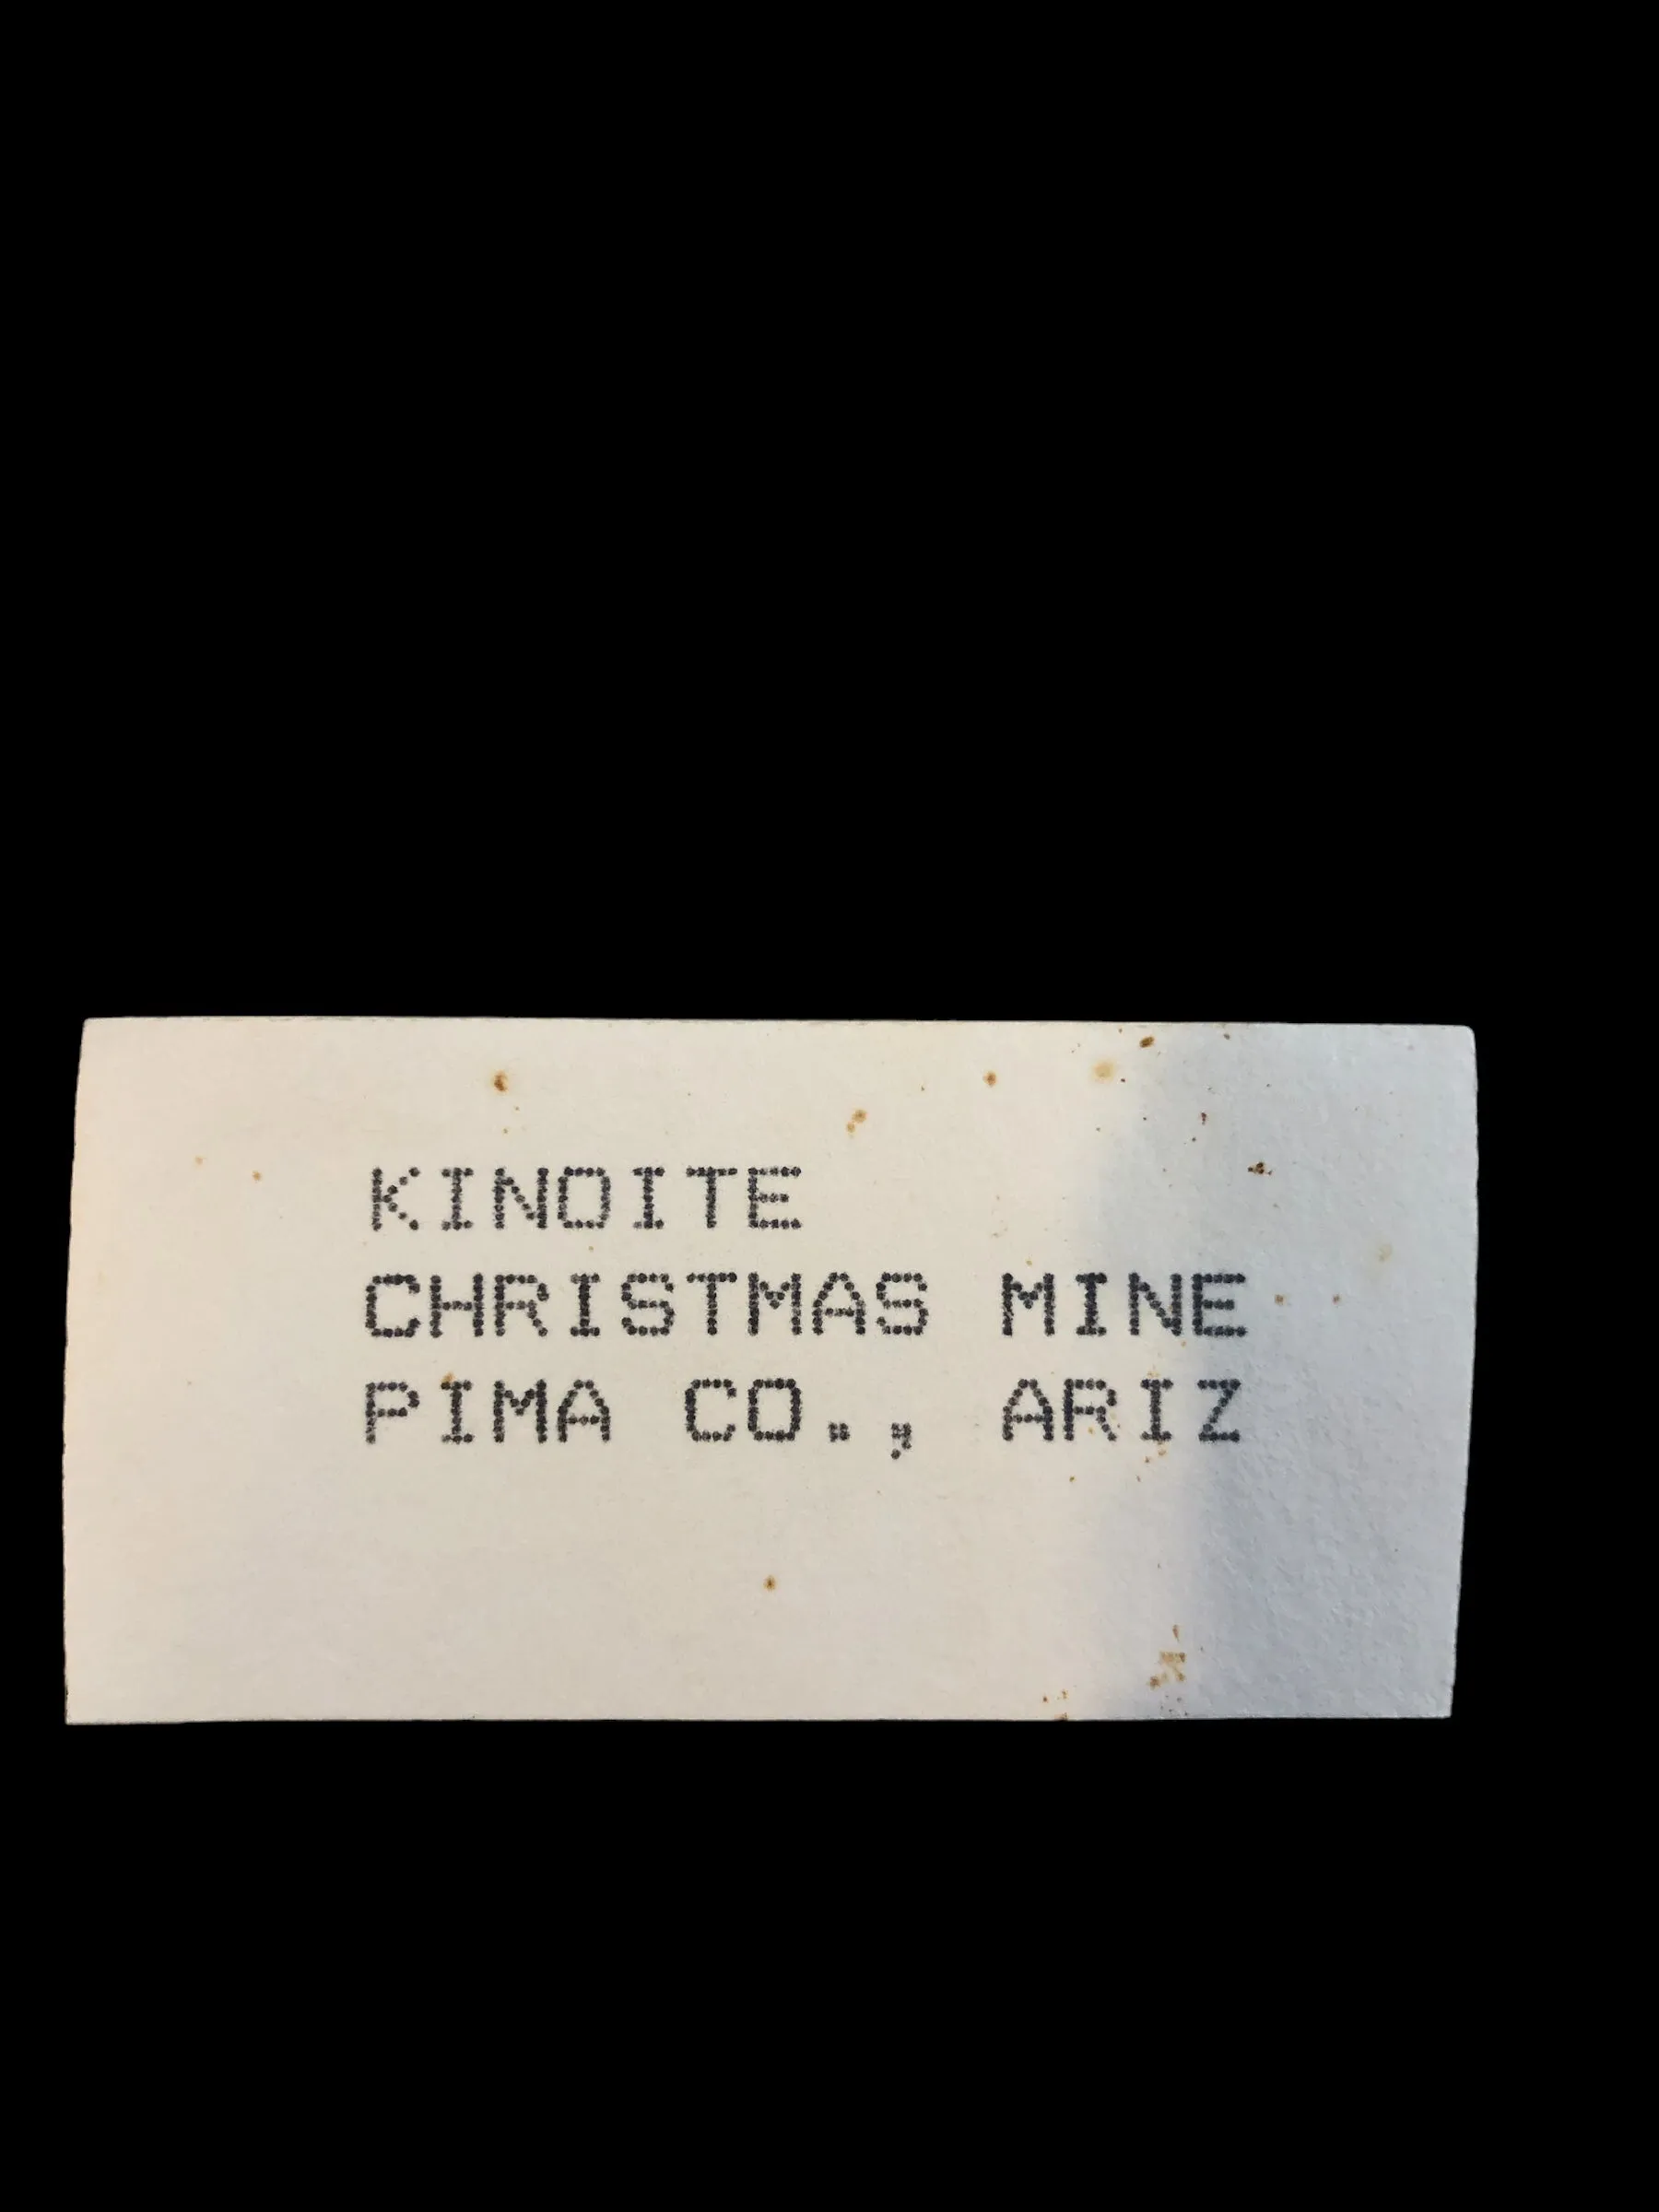 KINOITE
CHRISTMAS MINE
PIMA CO., ARIZ